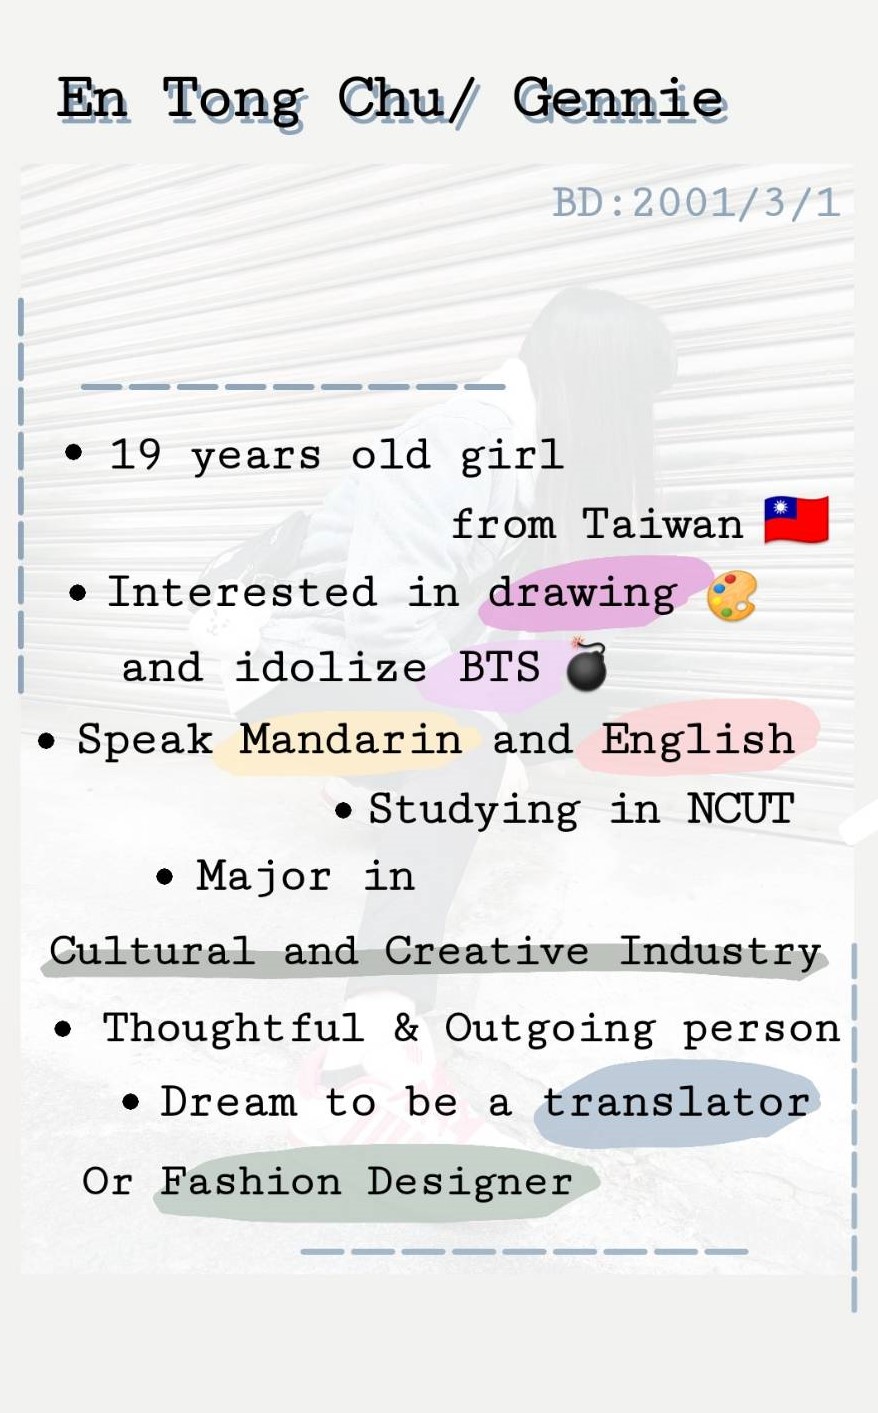 En Tong Chu/ Gennie
BD:2001/3/1
• 19 years old girl
from Taiwan 🇹🇼
• Interested in drawing 🎨
and idolize BTS 💣
• Speak Mandarin and English
• Studying in NCUT
• Major in
Cultural and Creative Industry
• Thoughtful & Outgoing person
• Dream to be a translator
Or Fashion Designer